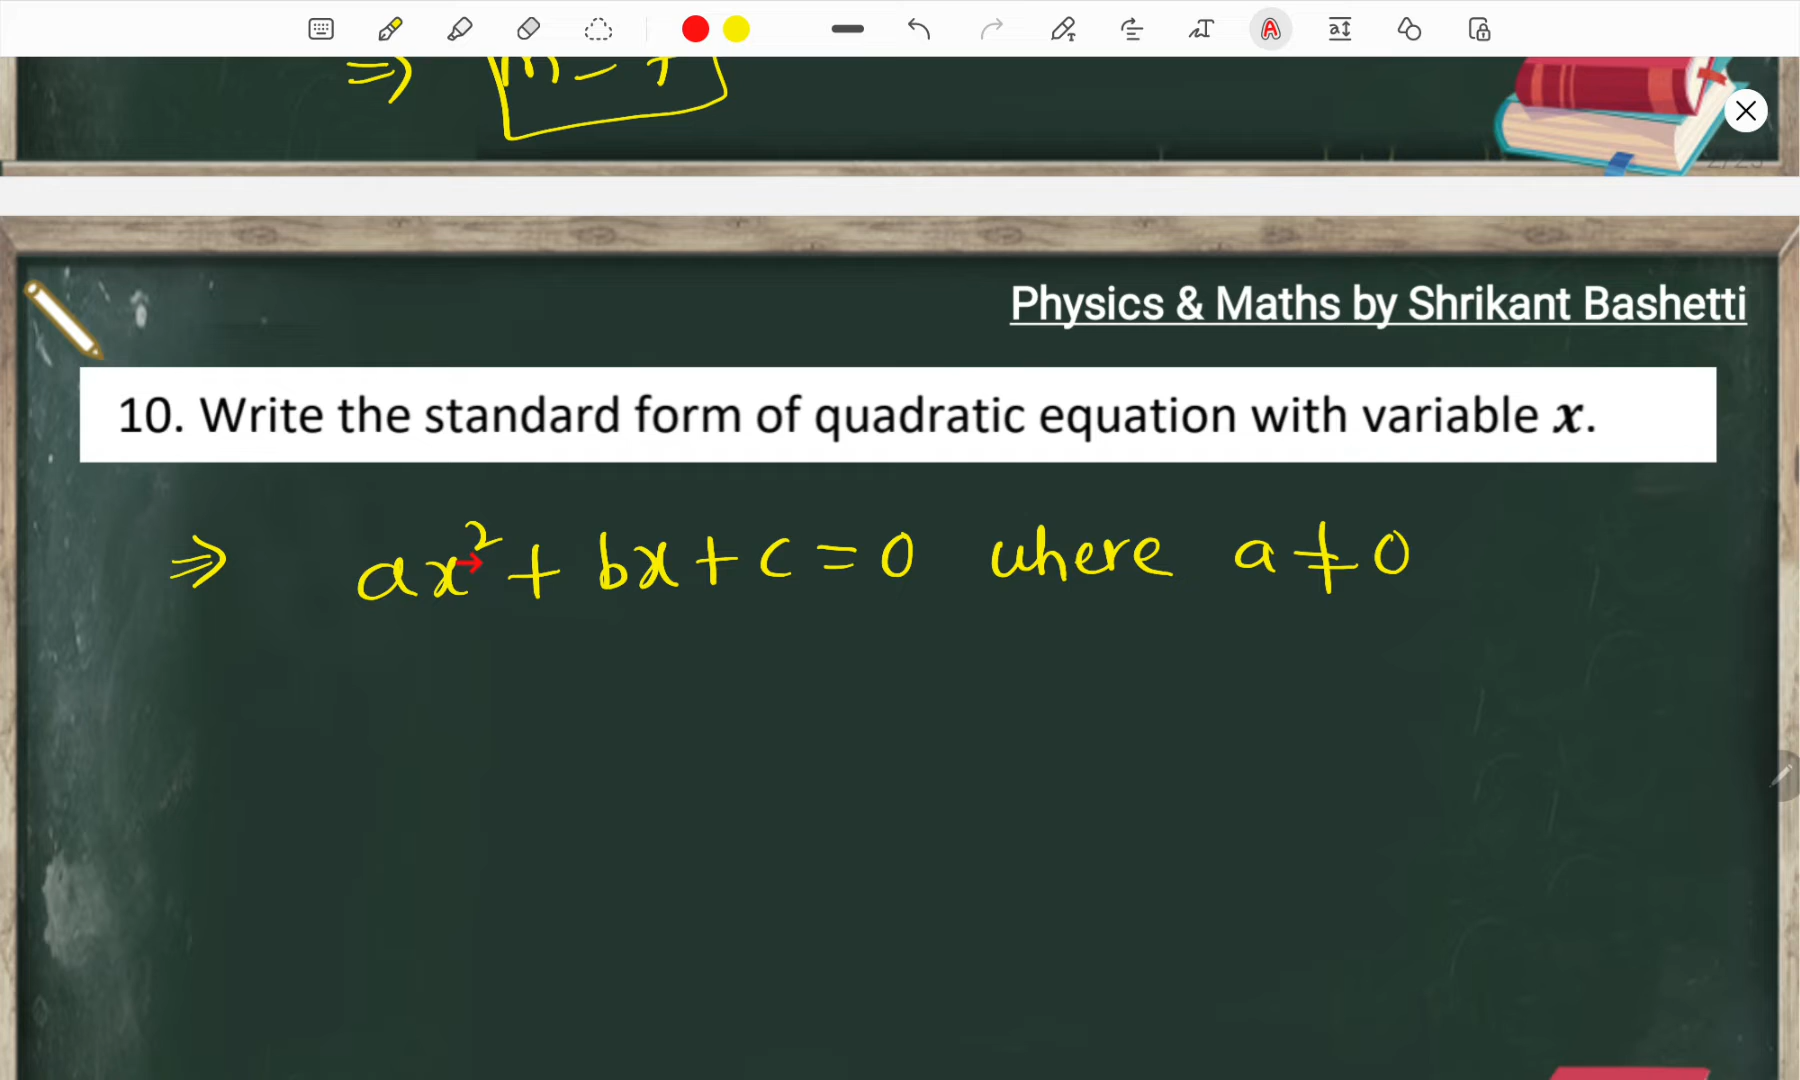 Physics & Maths by Shrikant Bashetti
10. Write the standard form of quadratic equation with variable x.
⇒ ax² + bx + c = 0 where a ≠ 0